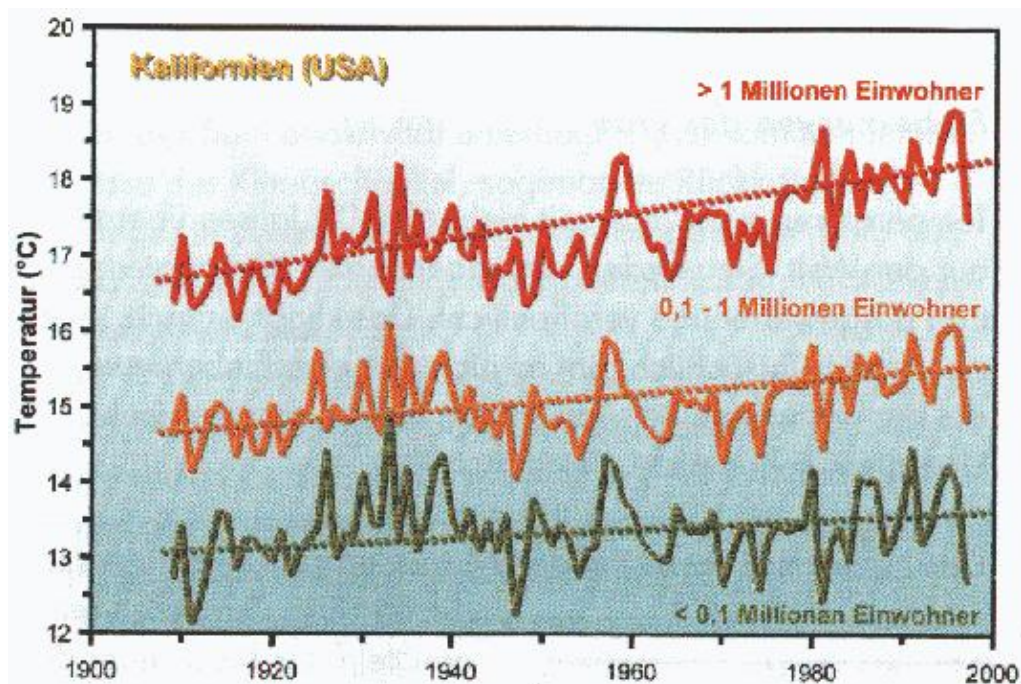 20
Kalifornien (USA)
19
> 1 Millionen Einwohner
18
17
0,1 - 1 Millionen Einwohner
16
Temperatur (°C)
15
14
13
< 0,1 Millionen Einwohner
12
1900 1920 1940 1960 1980 2000